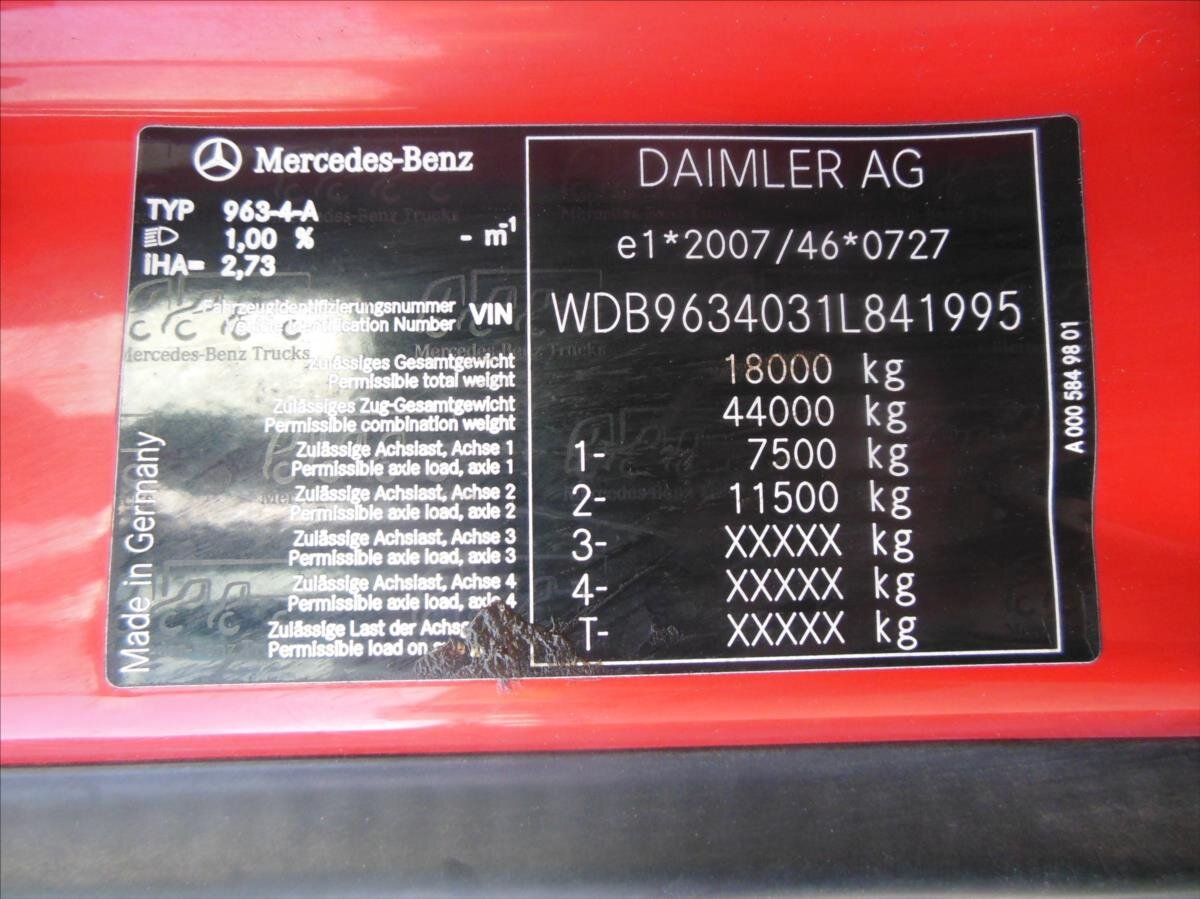 Mercedes-Benz
TYP 963-4-A
1,00 % - m⁻¹
iHA= 2,73
Fahrzeugidentifizierungsnummer
Vehicle Identification Number VIN
Zulässiges Gesamtgewicht
Permissible total weight
Zulässiges Zug-Gesamtgewicht
Permissible combination weight
Zulässige Achslast, Achse 1
Permissible axle load, axle 1
Zulässige Achslast, Achse 2
Permissible axle load, axle 2
Zulässige Achslast, Achse 3
Permissible axle load, axle 3
Zulässige Achslast, Achse 4
Permissible axle load, axle 4
Zulässige Last der
Permissible load on
Made in Germany
DAIMLER AG
e1*2007/46*0727
WDB9634031L841995
18000 kg
44000 kg
1- 7500 kg
2- 11500 kg
3- XXXXX kg
4- XXXXX kg
T- XXXXX kg
A 000 584 98 01
Mercedes-Benz Trucks